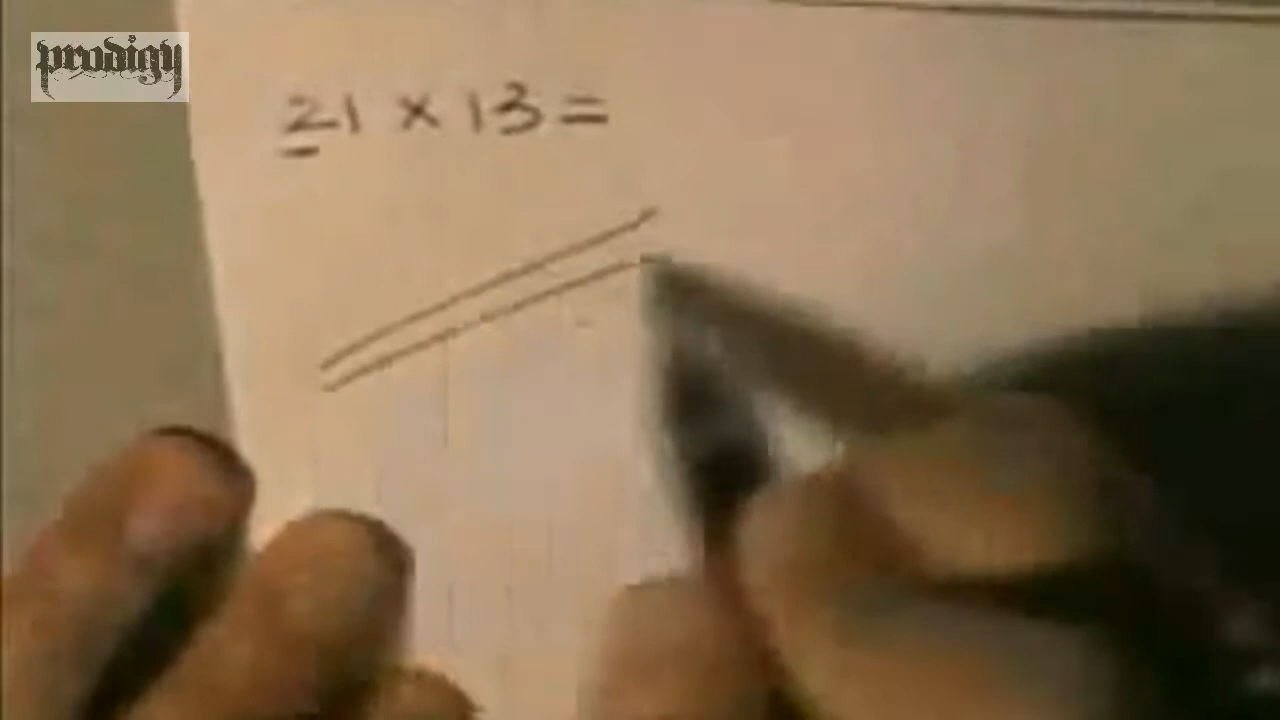 prodigy
21 x 13 =